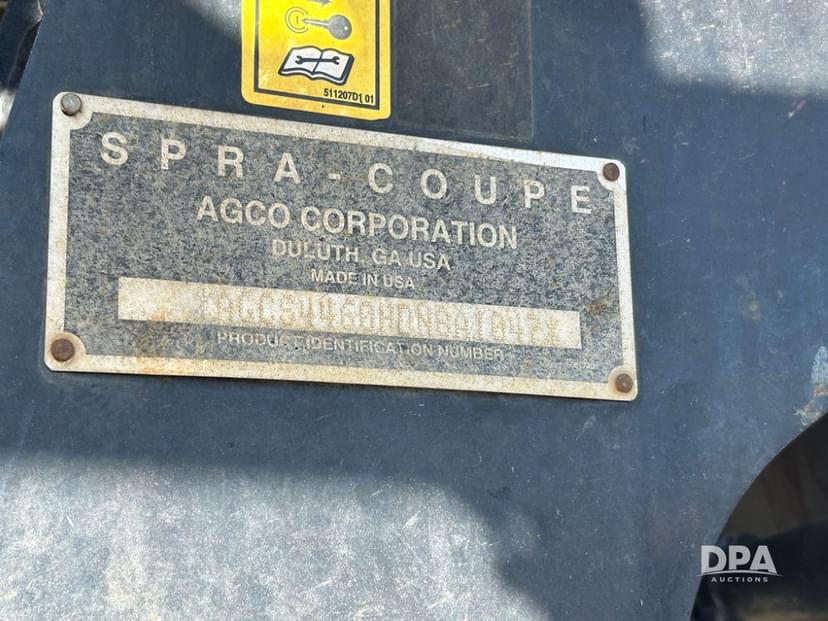 511207D1 01
SPRA-COUPE
AGCO CORPORATION
DULUTH, GA USA
MADE IN USA
PRODUCT IDENTIFICATION NUMBER
DPA
AUCTIONS